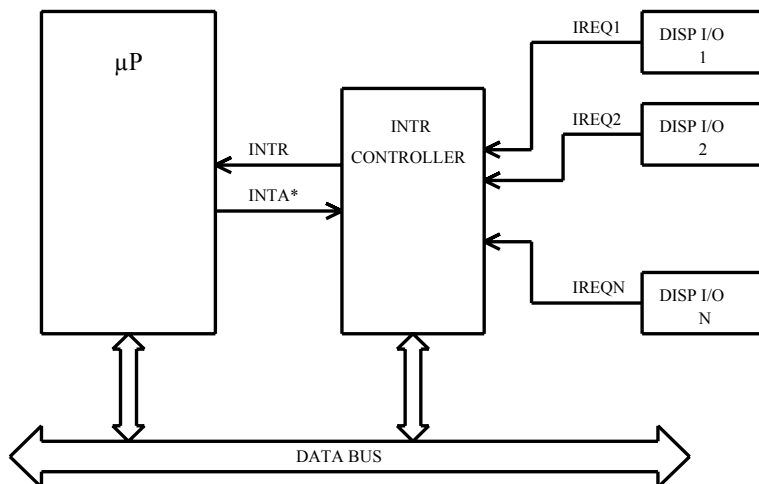 µP
IREQ1
DISP I/O
1
INTR
CONTROLLER
IREQ2
DISP I/O
2
INTR
INTA*
IREQN
DISP I/O
N
DATA BUS